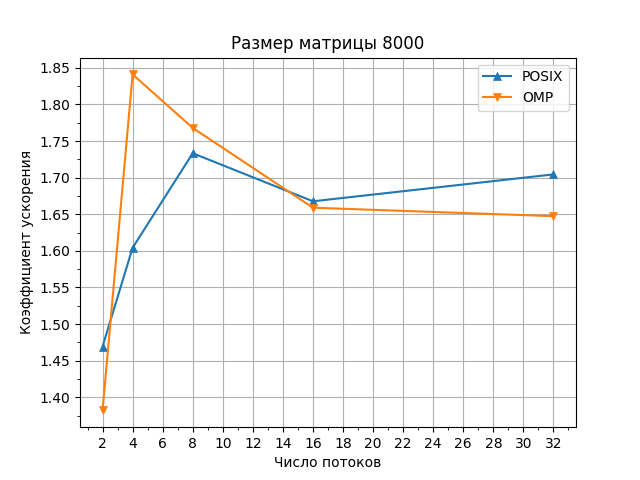 Размер матрицы 8000
POSIX
OMP
Коэффициент ускорения
1.85
1.80
1.75
1.70
1.65
1.60
1.55
1.50
1.45
1.40
2 4 6 8 10 12 14 16 18 20 22 24 26 28 30 32
Число потоков